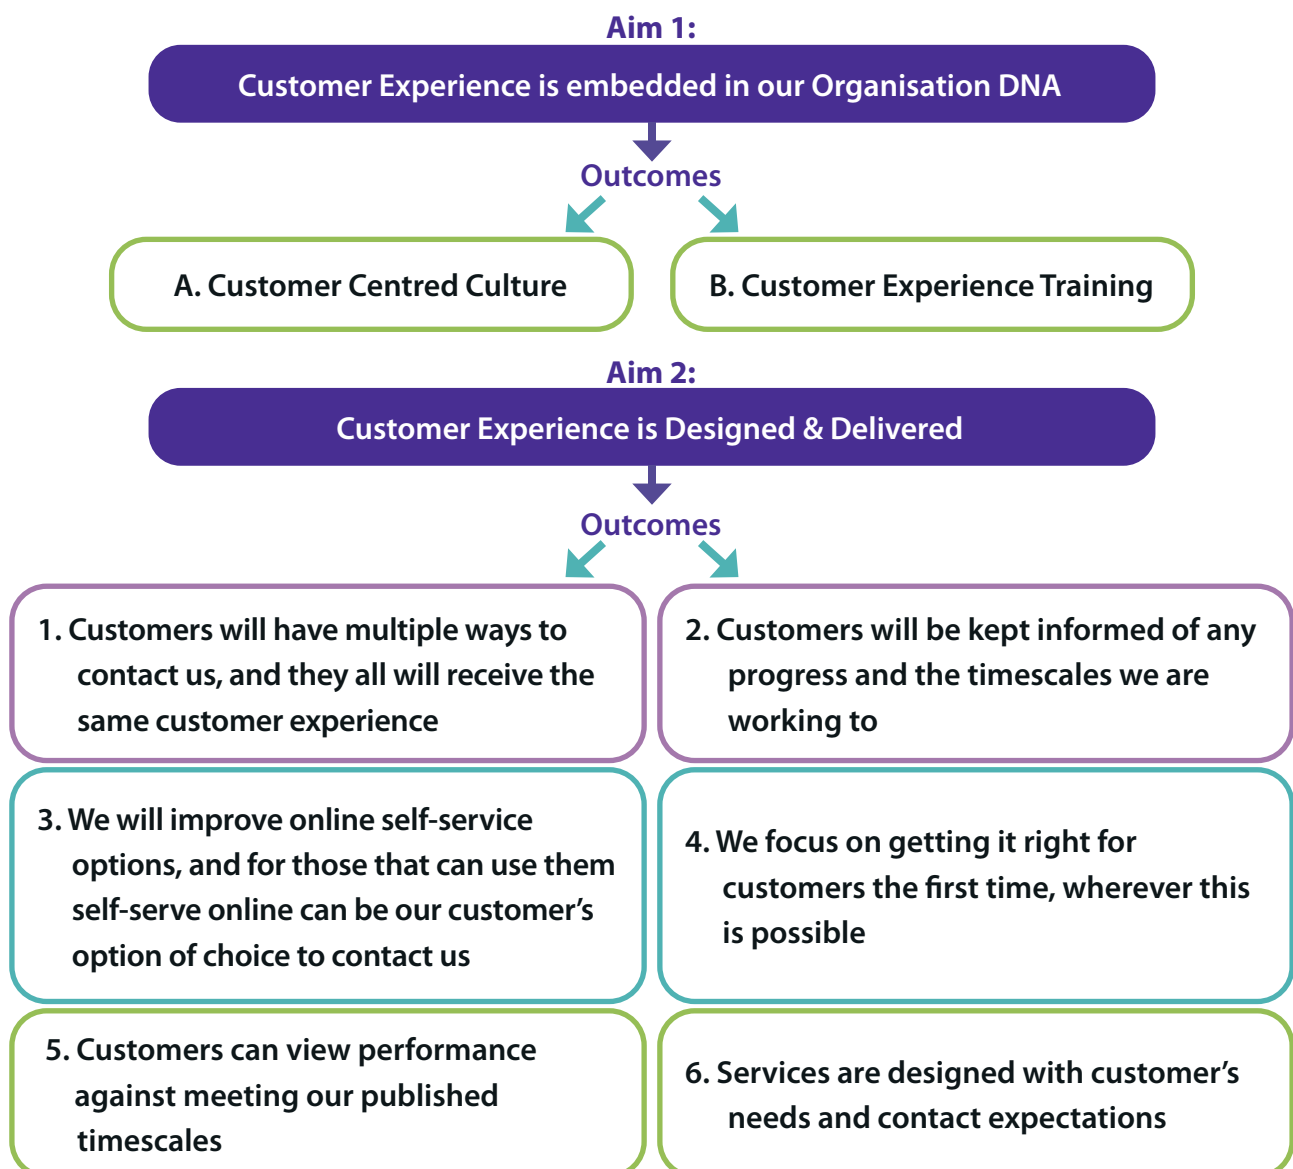 Aim 1:
Customer Experience is embedded in our Organisation DNA
Outcomes
A. Customer Centred Culture
B. Customer Experience Training
Aim 2:
Customer Experience is Designed & Delivered
Outcomes
1. Customers will have multiple ways to
contact us, and they all will receive the
same customer experience
2. Customers will be kept informed of any
progress and the timescales we are
working to
3. We will improve online self-service
options, and for those that can use them
self-serve online can be our customer’s
option of choice to contact us
4. We focus on getting it right for
customers the first time, wherever this
is possible
5. Customers can view performance
against meeting our published
timescales
6. Services are designed with customer’s
needs and contact expectations